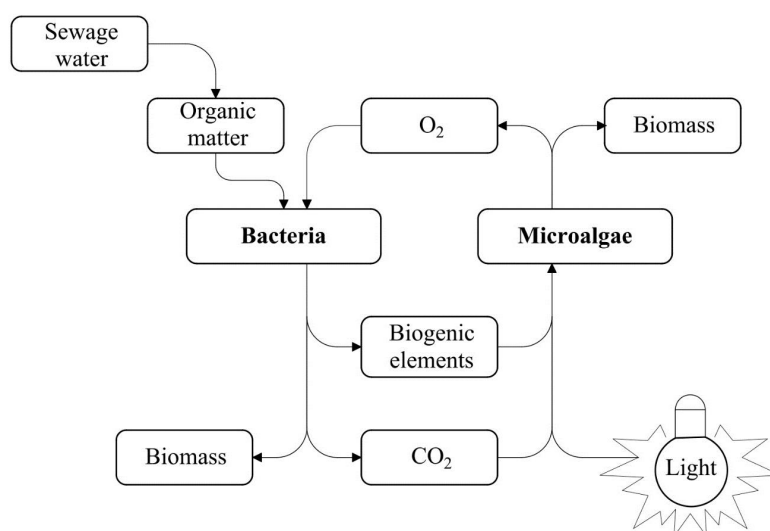 Sewage
water
Organic
matter
O₂
Biomass
Bacteria
Microalgae
Biogenic
elements
Biomass
CO₂
Light